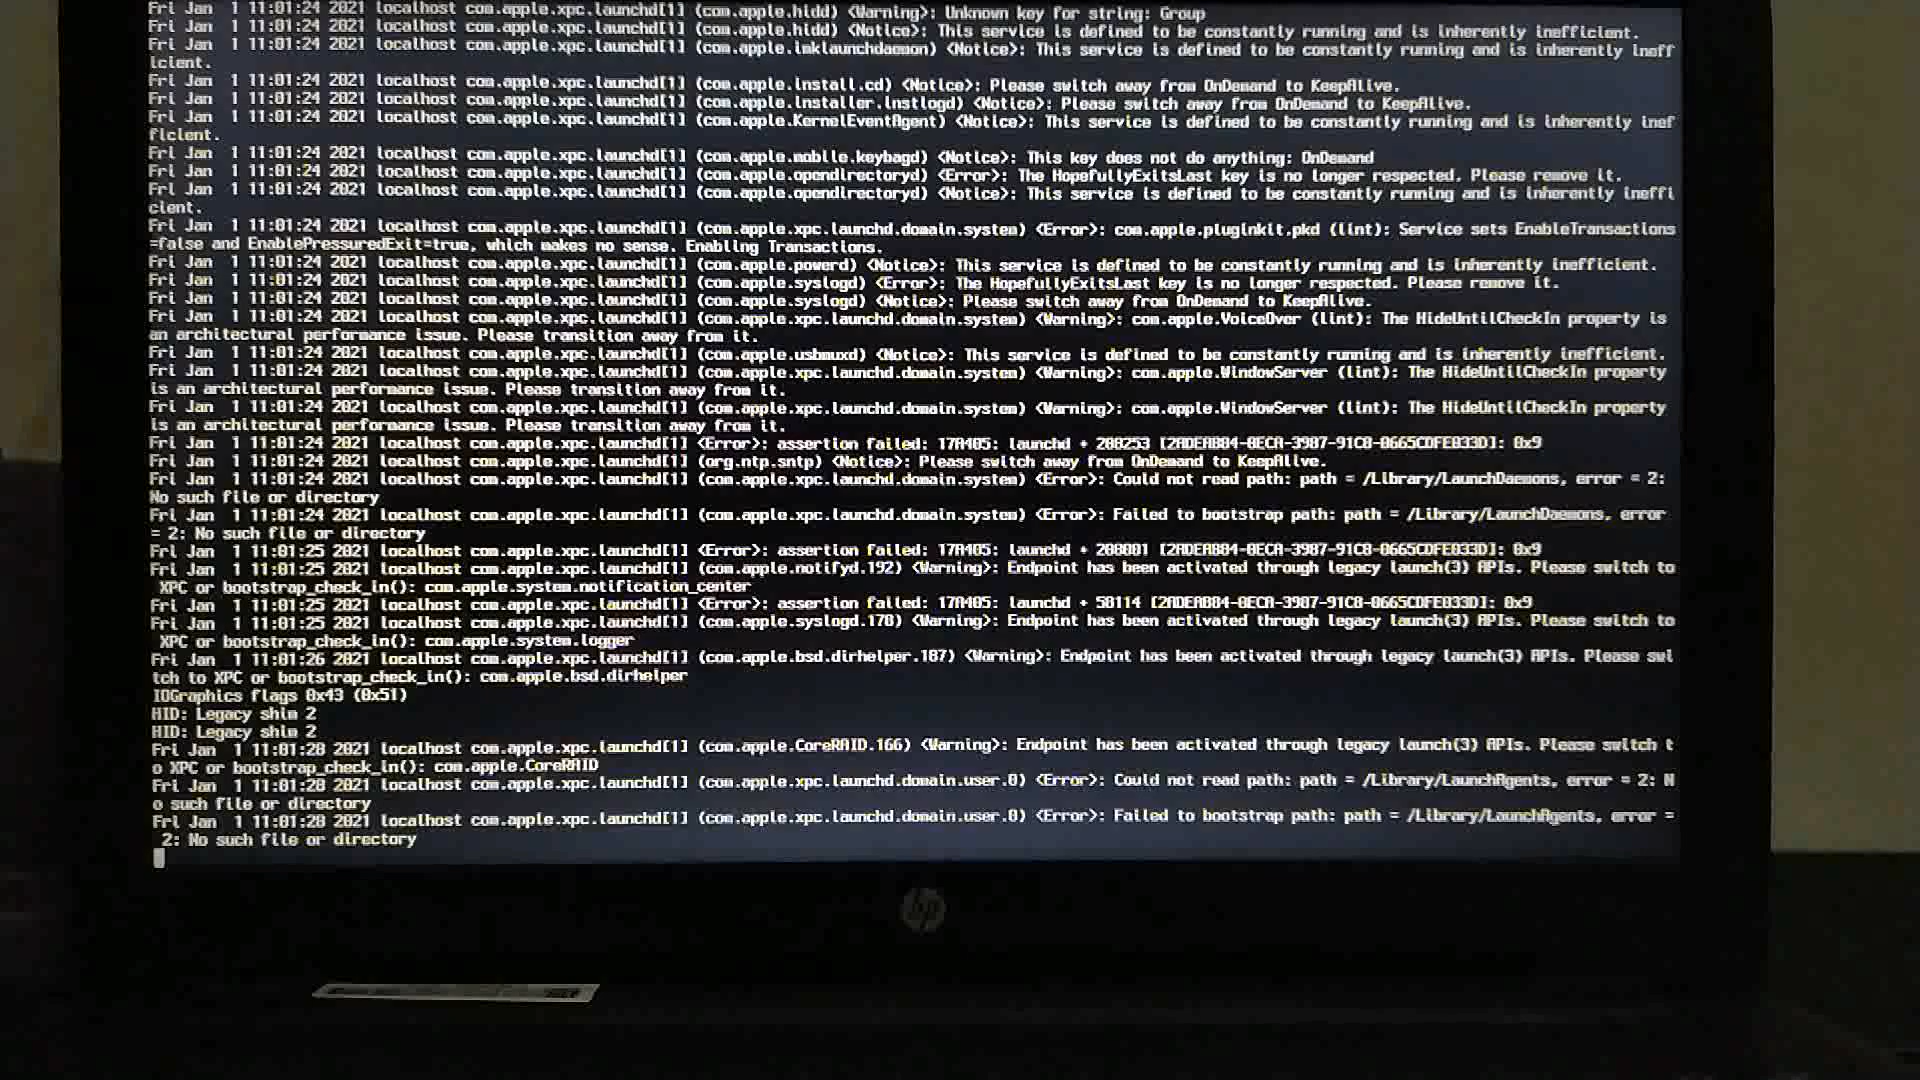 Fri Jan  1 11:01:24 2021 localhost com.apple.xpc.launchd[1] (com.apple.hidd) <Warning>: Unknown key for string: Group
Fri Jan  1 11:01:24 2021 localhost com.apple.xpc.launchd[1] (com.apple.hidd) <Notice>: This service is defined to be constantly running and is inherently inefficient.
Fri Jan  1 11:01:24 2021 localhost com.apple.xpc.launchd[1] (com.apple.imklaunchdaemon) <Notice>: This service is defined to be constantly running and is inherently ineff
icient.
Fri Jan  1 11:01:24 2021 localhost com.apple.xpc.launchd[1] (com.apple.install.cd) <Notice>: Please switch away from OnDemand to KeepAlive.
Fri Jan  1 11:01:24 2021 localhost com.apple.xpc.launchd[1] (com.apple.installer.instlogd) <Notice>: Please switch away from OnDemand to KeepAlive.
Fri Jan  1 11:01:24 2021 localhost com.apple.xpc.launchd[1] (com.apple.KernelEventAgent) <Notice>: This service is defined to be constantly running and is inherently inef
ficient.
Fri Jan  1 11:01:24 2021 localhost com.apple.xpc.launchd[1] (com.apple.mobile.keybagd) <Notice>: This key does not do anything: OnDemand
Fri Jan  1 11:01:24 2021 localhost com.apple.xpc.launchd[1] (com.apple.opendirectoryd) <Error>: The HopefullyExitsLast key is no longer respected. Please remove it.
Fri Jan  1 11:01:24 2021 localhost com.apple.xpc.launchd[1] (com.apple.opendirectoryd) <Notice>: This service is defined to be constantly running and is inherently ineffi
cient.
Fri Jan  1 11:01:24 2021 localhost com.apple.xpc.launchd[1] (com.apple.xpc.launchd.domain.system) <Error>: com.apple.pluginkit.pkd (lint): Service sets EnableTransactions
=false and EnablePressuredExit=true, which makes no sense. Enabling Transactions.
Fri Jan  1 11:01:24 2021 localhost com.apple.xpc.launchd[1] (com.apple.powerd) <Notice>: This service is defined to be constantly running and is inherently inefficient.
Fri Jan  1 11:01:24 2021 localhost com.apple.xpc.launchd[1] (com.apple.syslogd) <Error>: The HopefullyExitsLast key is no longer respected. Please remove it.
Fri Jan  1 11:01:24 2021 localhost com.apple.xpc.launchd[1] (com.apple.syslogd) <Notice>: Please switch away from OnDemand to KeepAlive.
Fri Jan  1 11:01:24 2021 localhost com.apple.xpc.launchd[1] (com.apple.xpc.launchd.domain.system) <Warning>: com.apple.VoiceOver (lint): The HideUntilCheckIn property is
an architectural performance issue. Please transition away from it.
Fri Jan  1 11:01:24 2021 localhost com.apple.xpc.launchd[1] (com.apple.usbmuxd) <Notice>: This service is defined to be constantly running and is inherently inefficient.
Fri Jan  1 11:01:24 2021 localhost com.apple.xpc.launchd[1] (com.apple.xpc.launchd.domain.system) <Warning>: com.apple.WindowServer (lint): The HideUntilCheckIn property
is an architectural performance issue. Please transition away from it.
Fri Jan  1 11:01:24 2021 localhost com.apple.xpc.launchd[1] (com.apple.xpc.launchd.domain.system) <Warning>: com.apple.WindowServer (lint): The HideUntilCheckIn property
is an architectural performance issue. Please transition away from it.
Fri Jan  1 11:01:24 2021 localhost com.apple.xpc.launchd[1] <Error>: assertion failed: 17A405: launchd + 208253 [2ADEA884-0ECA-3987-91C8-0665CDFE033D]: 0x9
Fri Jan  1 11:01:24 2021 localhost com.apple.xpc.launchd[1] (org.ntp.sntp) <Notice>: Please switch away from OnDemand to KeepAlive.
Fri Jan  1 11:01:24 2021 localhost com.apple.xpc.launchd[1] (com.apple.xpc.launchd.domain.system) <Error>: Could not read path: path = /Library/LaunchDaemons, error = 2:
No such file or directory
Fri Jan  1 11:01:24 2021 localhost com.apple.xpc.launchd[1] (com.apple.xpc.launchd.domain.system) <Error>: Failed to bootstrap path: path = /Library/LaunchDaemons, error
= 2: No such file or directory
Fri Jan  1 11:01:25 2021 localhost com.apple.xpc.launchd[1] <Error>: assertion failed: 17A405: launchd + 208001 [2ADEA884-0ECA-3987-91C8-0665CDFE033D]: 0x9
Fri Jan  1 11:01:25 2021 localhost com.apple.xpc.launchd[1] (com.apple.notifyd.192) <Warning>: Endpoint has been activated through legacy launch(3) APIs. Please switch to
XPC or bootstrap_check_in(): com.apple.system.notification_center
Fri Jan  1 11:01:25 2021 localhost com.apple.xpc.launchd[1] <Error>: assertion failed: 17A405: launchd + 50114 [2ADEA884-0ECA-3987-91C8-0665CDFE033D]: 0x9
Fri Jan  1 11:01:25 2021 localhost com.apple.xpc.launchd[1] (com.apple.syslogd.178) <Warning>: Endpoint has been activated through legacy launch(3) APIs. Please switch to
XPC or bootstrap_check_in(): com.apple.system.logger
Fri Jan  1 11:01:26 2021 localhost com.apple.xpc.launchd[1] (com.apple.bsd.dirhelper.187) <Warning>: Endpoint has been activated through legacy launch(3) APIs. Please swi
tch to XPC or bootstrap_check_in(): com.apple.bsd.dirhelper
IOGraphics flags 0x43 (0x51)
HID: Legacy shim 2
HID: Legacy shim 2
Fri Jan  1 11:01:28 2021 localhost com.apple.xpc.launchd[1] (com.apple.CoreRAID.166) <Warning>: Endpoint has been activated through legacy launch(3) APIs. Please switch t
o XPC or bootstrap_check_in(): com.apple.CoreRAID
Fri Jan  1 11:01:28 2021 localhost com.apple.xpc.launchd[1] (com.apple.xpc.launchd.domain.user.0) <Error>: Could not read path: path = /Library/LaunchAgents, error = 2: N
o such file or directory
Fri Jan  1 11:01:28 2021 localhost com.apple.xpc.launchd[1] (com.apple.xpc.launchd.domain.user.0) <Error>: Failed to bootstrap path: path = /Library/LaunchAgents, error =
2: No such file or directory
hp